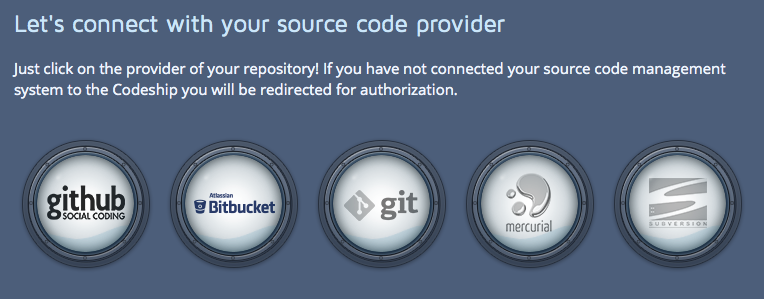 Let's connect with your source code provider
Just click on the provider of your repository! If you have not connected your source code management
system to the Codeship you will be redirected for authorization.
github
SOCIAL CODING
Atlassian
Bitbucket
git
mercurial
SUBVERSION